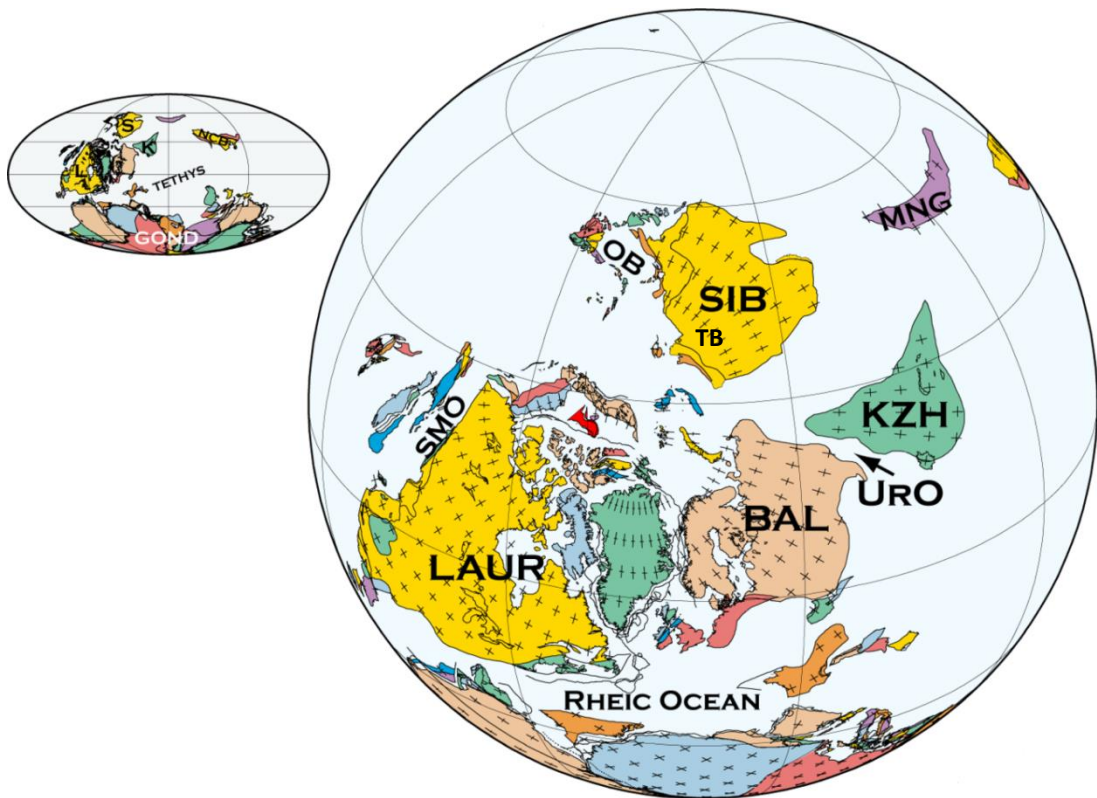 S
NCB
K
L
TETHYS
GOND
MNG
OB
SIB
TB
SMO
KZH
UrO
BAL
LAUR
RHEIC OCEAN